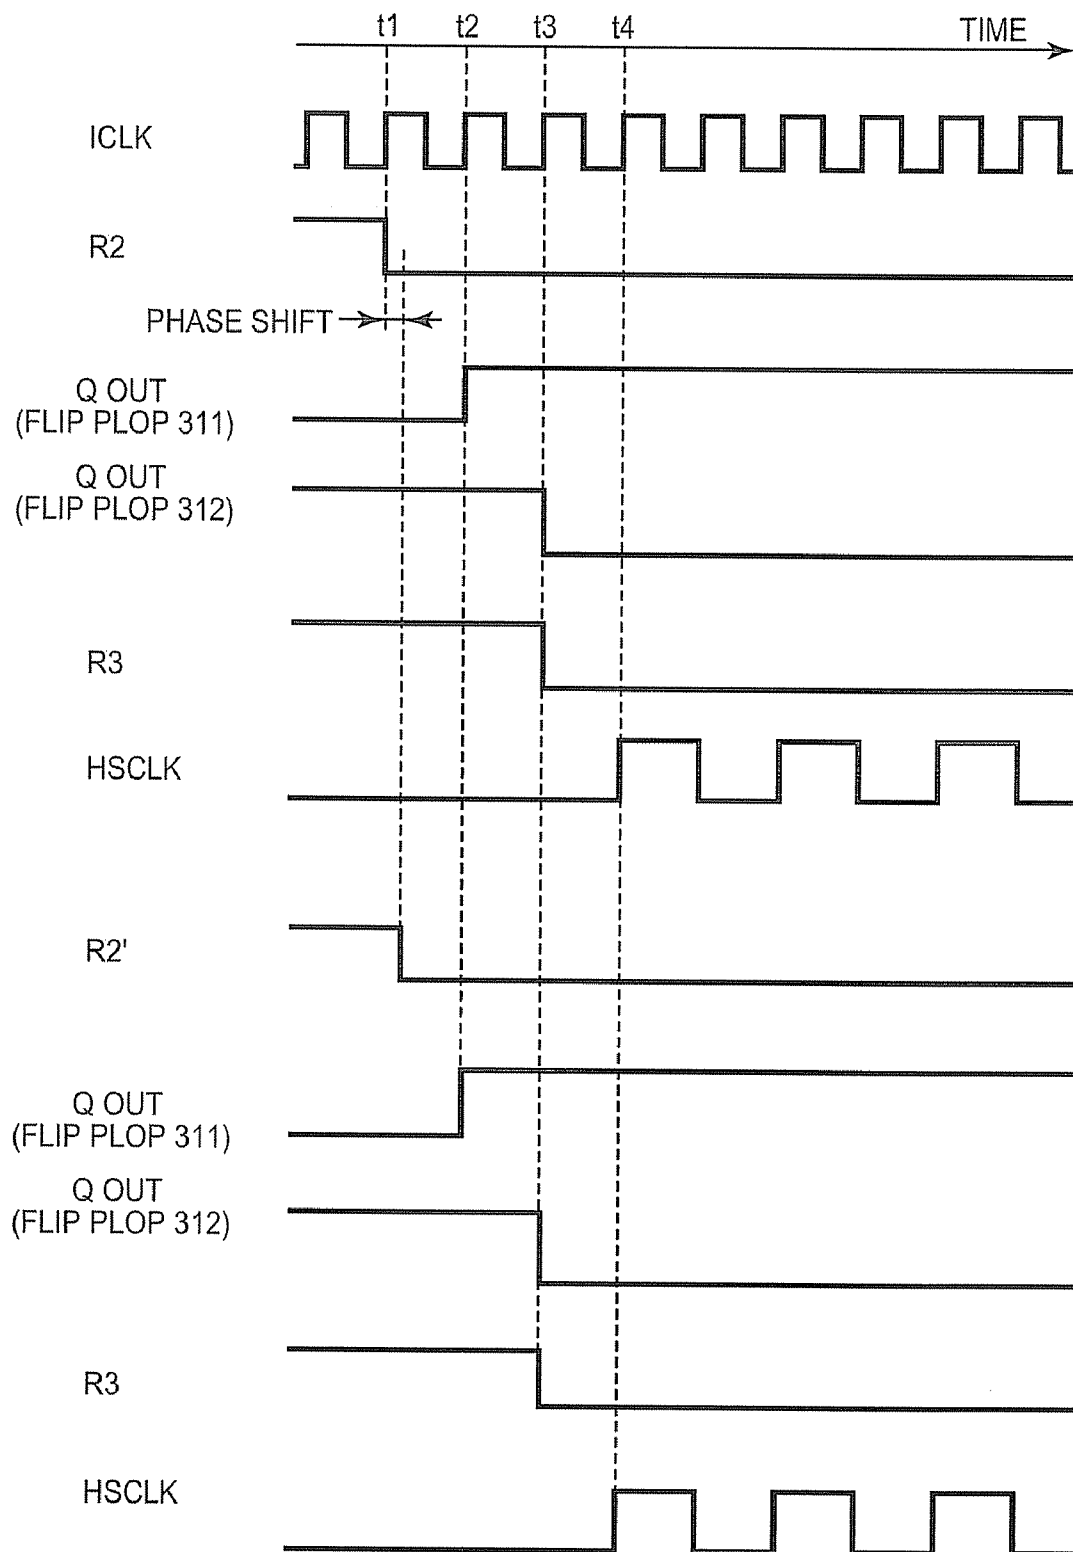 t1 t2 t3 t4 TIME
ICLK
R2
PHASE SHIFT
Q OUT
(FLIP PLOP 311)
Q OUT
(FLIP PLOP 312)
R3
HSCLK
R2'
Q OUT
(FLIP PLOP 311)
Q OUT
(FLIP PLOP 312)
R3
HSCLK